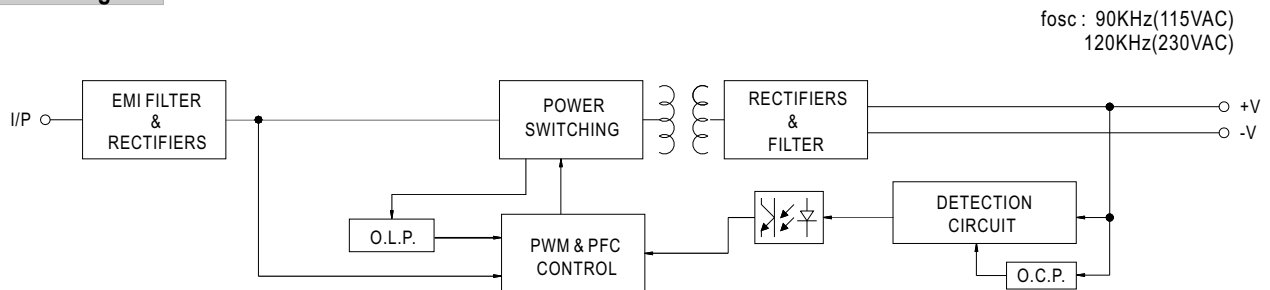 fosc : 90KHz(115VAC)
120KHz(230VAC)
I/P
EMI FILTER
&
RECTIFIERS
POWER
SWITCHING
RECTIFIERS
&
FILTER
+V
-V
O.L.P.
PWM & PFC
CONTROL
DETECTION
CIRCUIT
O.C.P.